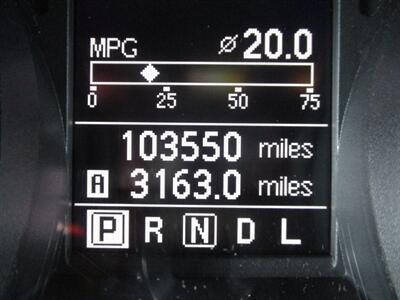 MPG ⌀ 20.0
0 25 50 75
103550 miles
A 3163.0 miles
P R N D L